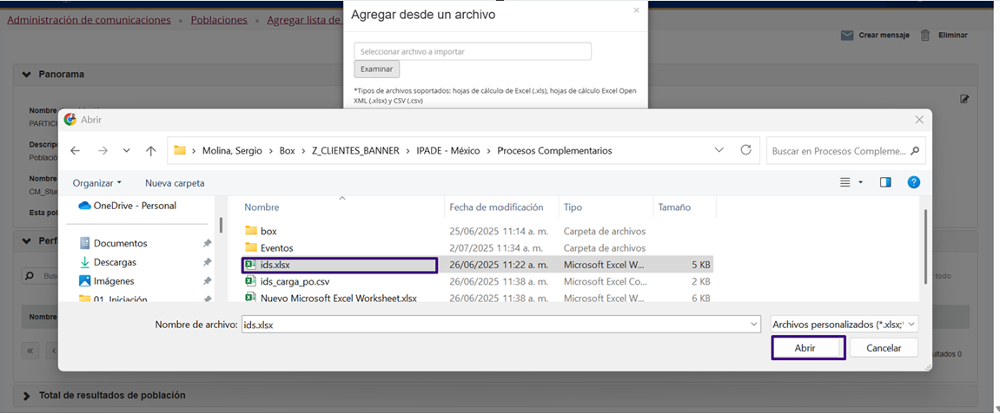 Agregar desde un archivo ×
Administración de comunicaciones Poblaciones Agregar lista de
Crear mensaje Eliminar
Seleccionar archivo a importar
Examinar
Panorama
*Tipos de archivos soportados: hojas de cálculo de Excel (.xls), hojas de cálculo Excel Open
XML (.xlsx) y CSV (.csv)
Nombre
PARTICI
Descrip
Población
Nombre
CM_Stud
Esta pob
Perf
Bus
todo
Nombre
« ‹
ultados 0
Abrir
Molina, Sergio › Box › Z_CLIENTES_BANNER › IPADE - México › Procesos Complementarios
Buscar en Procesos Compleme...
Organizar Nueva carpeta
OneDrive - Personal
Documentos
Descargas
Imágenes
01_Iniciación
Nombre Fecha de modificación Tipo Tamaño
box 25/06/2025 11:14 a. m. Carpeta de archivos
Eventos 2/07/2025 11:34 a. m. Carpeta de archivos
ids.xlsx 26/06/2025 11:22 a. m. Microsoft Excel W... 5 KB
ids_carga_po.csv 26/06/2025 11:38 a. m. Microsoft Excel Co... 2 KB
Nuevo Microsoft Excel Worksheet.xlsx 26/06/2025 11:38 a. m. Microsoft Excel W... 6 KB
Nombre de archivo: ids.xlsx Archivos personalizados (*.xlsx;*
Abrir Cancelar
Total de resultados de población